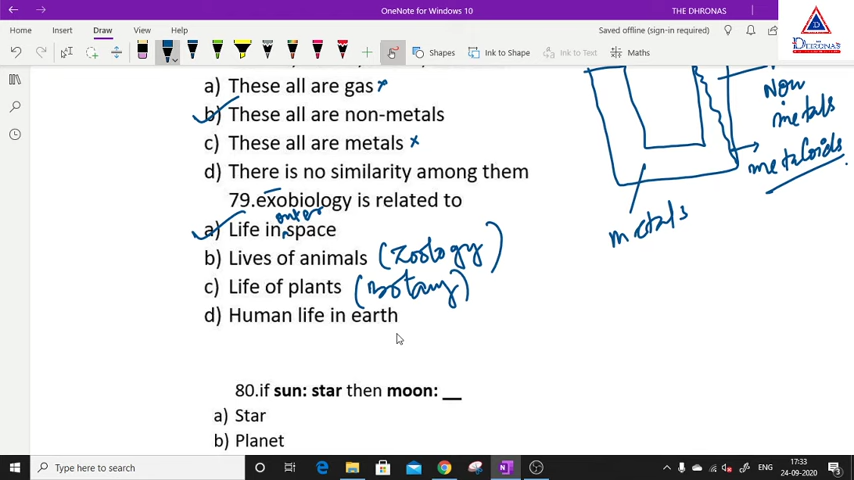 OneNote for Windows 10
THE DHRONAS
Home
Insert
Draw
View
Help
Saved offline (sign-in required)
Shapes
Ink to Shape
Ink to Text
Maths
D
DHRONAS
a) These all are gas x
b) These all are non-metals
c) These all are metals x
d) There is no similarity among them
79.exobiology is related to
outer
a) Life in space
b) Lives of animals (Zoology)
c) Life of plants (Botany)
d) Human life in earth
Non
metals
metaloids
metals
80.if sun: star then moon: __
a) Star
b) Planet
Type here to search
ENG
17:33
24-09-2020
3